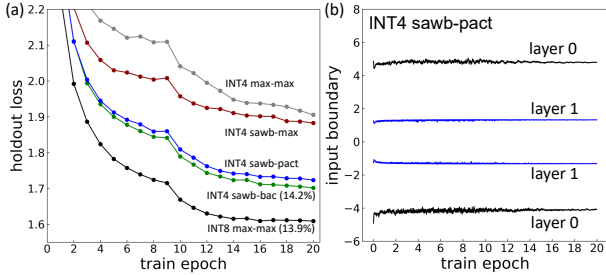 (a)
2.2
2.1
2.0
1.9
1.8
1.7
1.6
holdout loss
INT4 max-max
INT4 sawb-max
INT4 sawb-pact
INT4 sawb-bac (14.2%)
INT8 max-max (13.9%)
0 2 4 6 8 10 12 14 16 18 20
train epoch
(b)
INT4 sawb-pact
8
6
4
2
0
−2
−4
−6
input boundary
layer 0
layer 1
layer 1
layer 0
0 2 4 6 8 10 12 14 16 18 20
train epoch